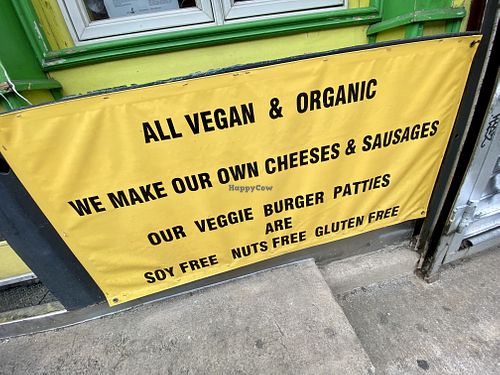 ALL VEGAN & ORGANIC
WE MAKE OUR OWN CHEESES & SAUSAGES
HappyCow
OUR VEGGIE BURGER PATTIES
ARE
SOY FREE NUTS FREE GLUTEN FREE